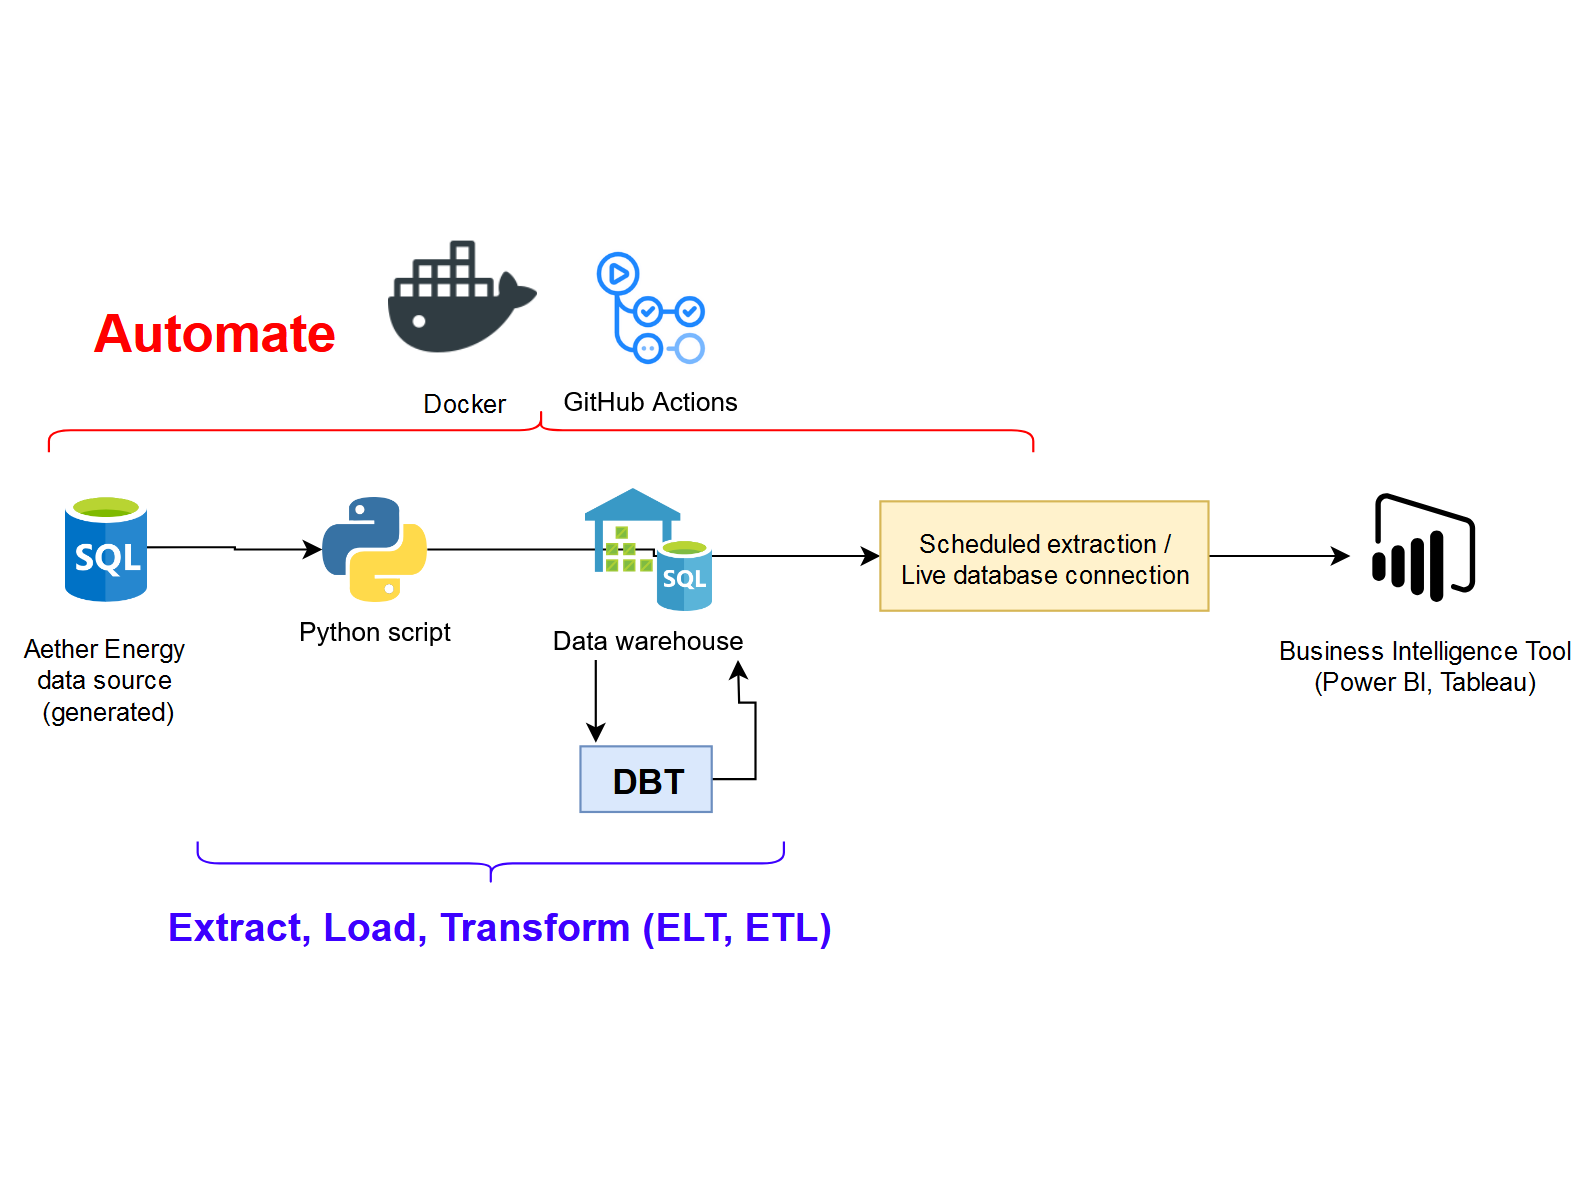 Automate
Docker
GitHub Actions
SQL
SQL
Scheduled extraction /
Live database connection
Python script
Data warehouse
Aether Energy
data source
(generated)
Business Intelligence Tool
(Power BI, Tableau)
DBT
Extract, Load, Transform (ELT, ETL)